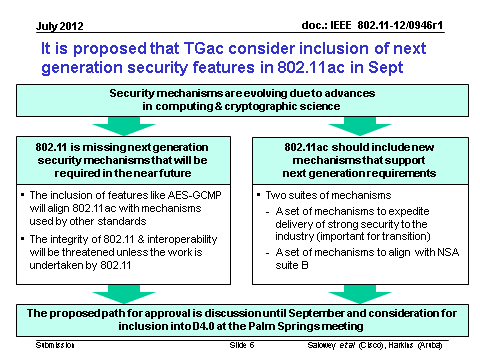 July 2012
doc.: IEEE 802.11-12/0946r1
It is proposed that TGac consider inclusion of next
generation security features in 802.11ac in Sept
Security mechanisms are evolving due to advances
in computing & cryptographic science
802.11 is missing next generation
security mechanisms that will be
required in the near future
• The inclusion of features like AES-GCMP
will align 802.11ac with mechanisms
used by other standards
• The integrity of 802.11 & interoperability
will be threatened unless the work is
undertaken by 802.11
802.11ac should include new
mechanisms that support
next generation requirements
• Two suites of mechanisms
- A set of mechanisms to expedite
delivery of strong security to the
industry (important for transition)
- A set of mechanisms to align with NSA
suite B
The proposed path for approval is discussion until September and consideration for
inclusion into D4.0 at the Palm Springs meeting
Submission
Slide 6
Salowey et al (Cisco), Harkins (Aruba)